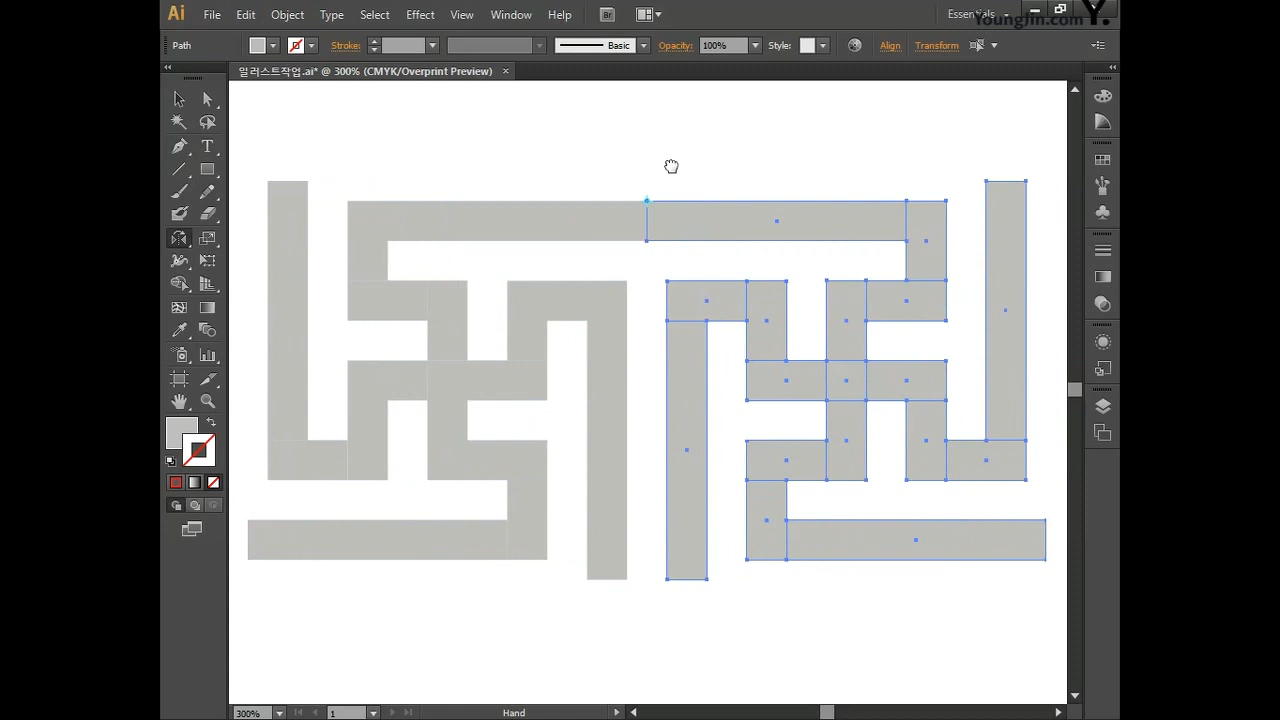 Ai File Edit Object Type Select Effect View Window Help Br Essentials
YoungJin.com Y.
Path Stroke: Basic Opacity: 100% Style: Align Transform
일러스트작업.ai* @ 300% (CMYK/Overprint Preview) ×
T
300% 1 Hand